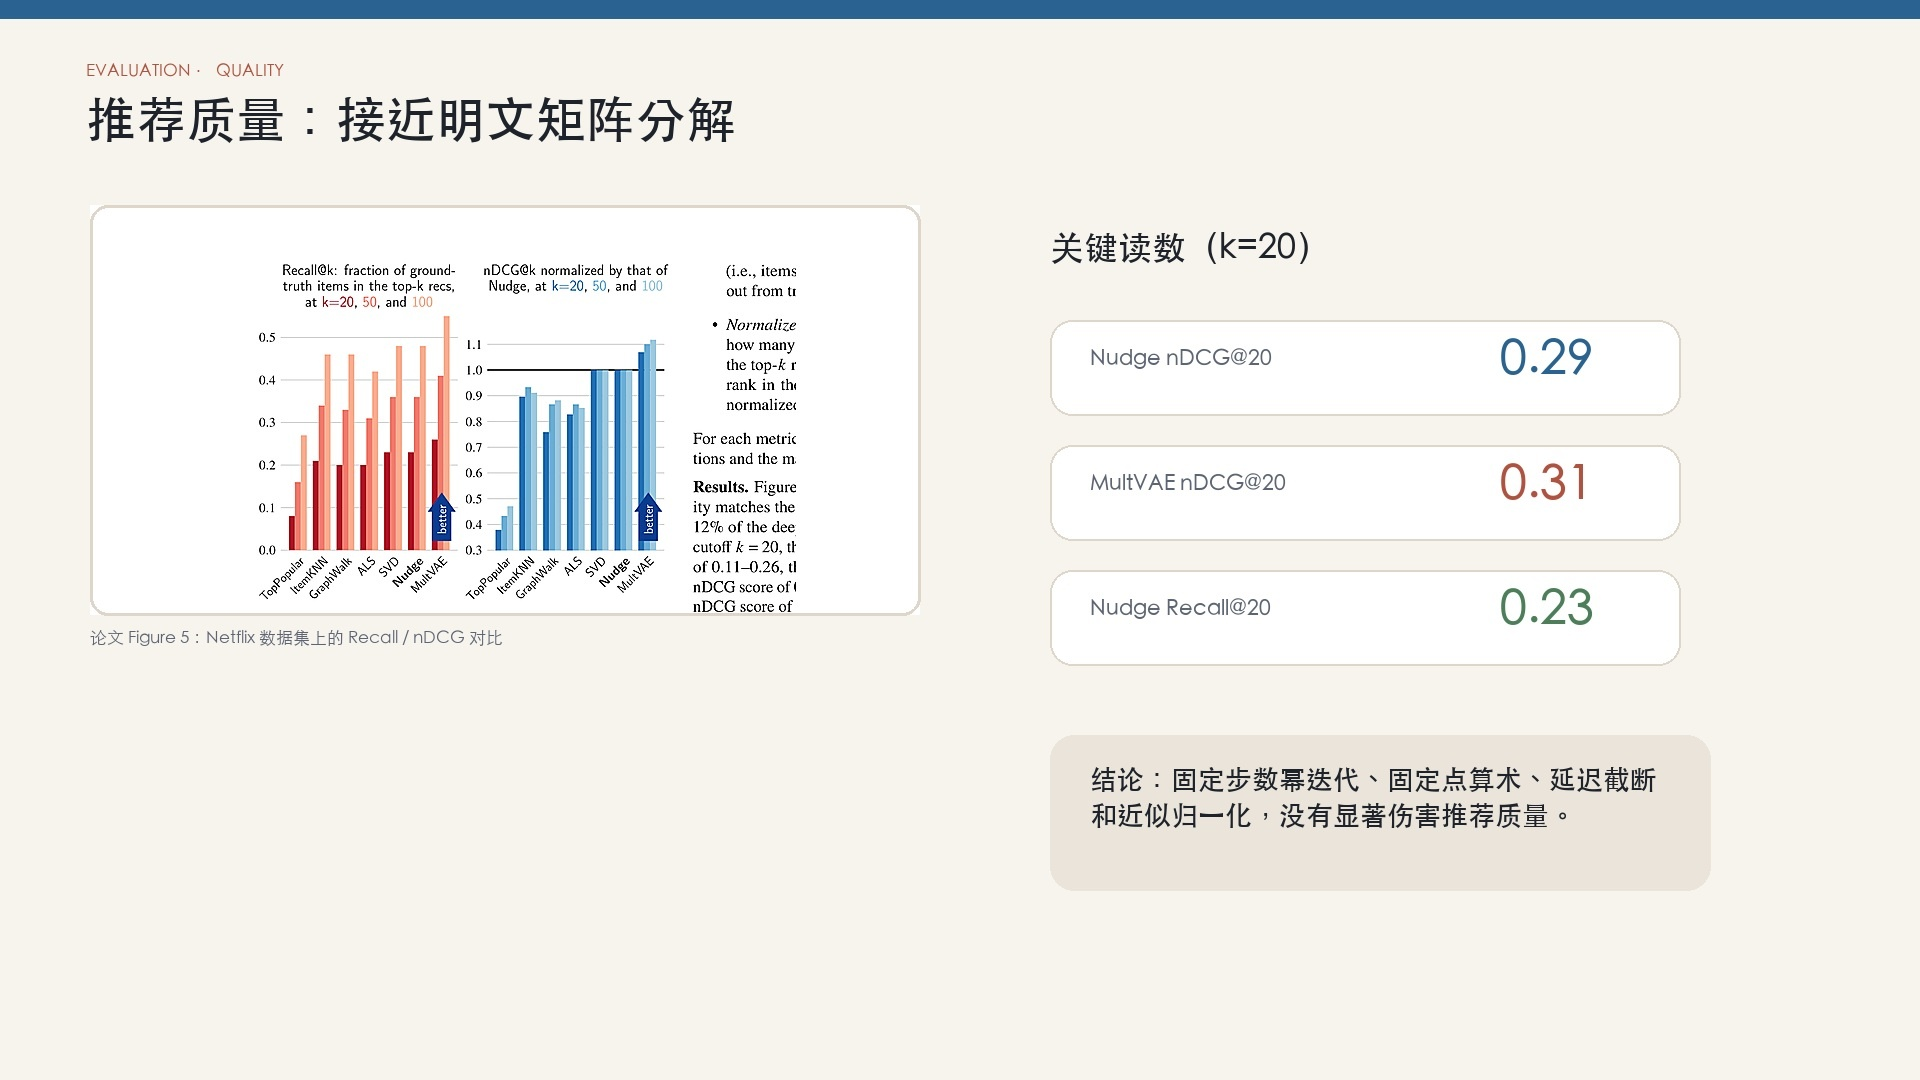 EVALUATION · QUALITY
推荐质量：接近明文矩阵分解
Recall@k: fraction of ground-
truth items in the top-k recs,
at k=20, 50, and 100
0.5
0.4
0.3
0.2
0.1
0.0
TopPopular
ItemKNN
GraphWalk
ALS
SVD
Nudge
MultVAE
better
nDCG@k normalized by that of
Nudge, at k=20, 50, and 100
1.1
1.0
0.9
0.8
0.7
0.6
0.5
0.4
0.3
TopPopular
ItemKNN
GraphWalk
ALS
SVD
Nudge
MultVAE
better
(i.e., items
out from
• Normalize
how many
the top-k
rank in the
normalized
For each metric
tions and the
Results. Figure
ity matches the
12% of the
cutoff k = 20,
of 0.11–0.26,
nDCG score of
nDCG score of
论文 Figure 5：Netflix 数据集上的 Recall / nDCG 对比
关键读数（k=20）
Nudge nDCG@20
0.29
MultVAE nDCG@20
0.31
Nudge Recall@20
0.23
结论：固定步数幂迭代、固定点算术、延迟截断
和近似归一化，没有显著伤害推荐质量。